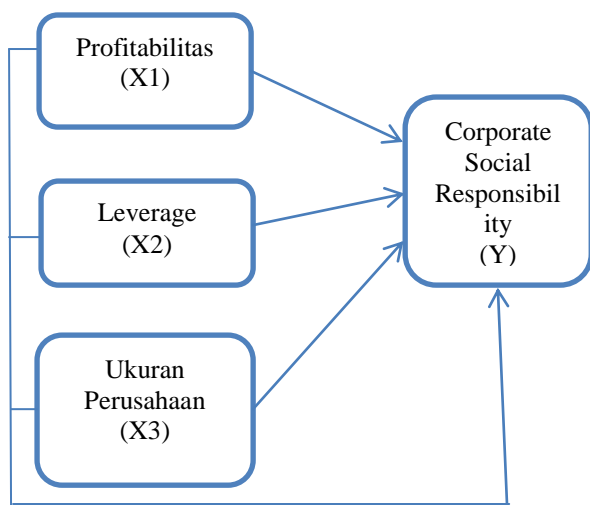 Profitabilitas
(X1)
Leverage
(X2)
Ukuran
Perusahaan
(X3)
Corporate
Social
Responsibil
ity
(Y)